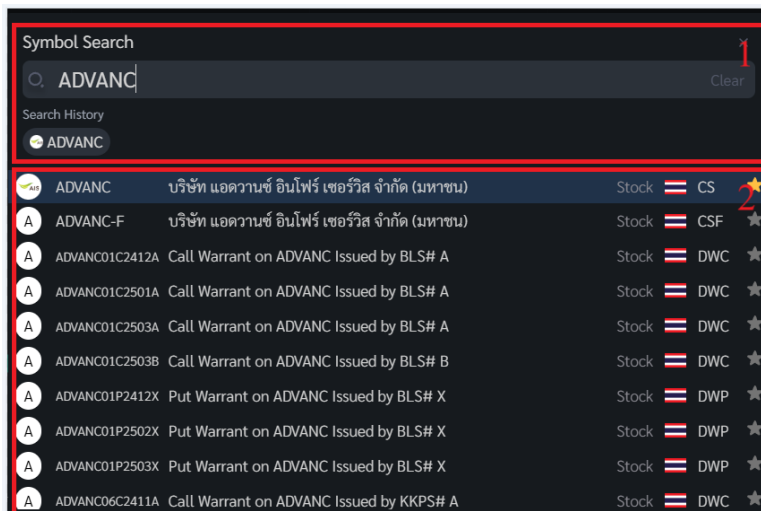 Symbol Search
1
ADVANC
Clear
Search History
ADVANC
2
AIS ADVANC บริษัท แอดวานซ์ อินโฟร์ เซอร์วิส จำกัด (มหาชน) Stock CS
A ADVANC-F บริษัท แอดวานซ์ อินโฟร์ เซอร์วิส จำกัด (มหาชน) Stock CSF
A ADVANC01C2412A Call Warrant on ADVANC Issued by BLS# A Stock DWC
A ADVANC01C2501A Call Warrant on ADVANC Issued by BLS# A Stock DWC
A ADVANC01C2503A Call Warrant on ADVANC Issued by BLS# A Stock DWC
A ADVANC01C2503B Call Warrant on ADVANC Issued by BLS# B Stock DWC
A ADVANC01P2412X Put Warrant on ADVANC Issued by BLS# X Stock DWP
A ADVANC01P2502X Put Warrant on ADVANC Issued by BLS# X Stock DWP
A ADVANC01P2503X Put Warrant on ADVANC Issued by BLS# X Stock DWP
A ADVANC06C2411A Call Warrant on ADVANC Issued by KKPS# A Stock DWC